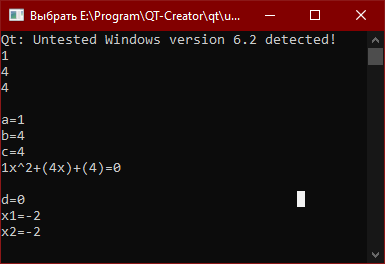 Выбрать E:\Program\QT-Creator\qt\u...
Qt: Untested Windows version 6.2 detected!
1
4
4
a=1
b=4
c=4
1x^2+(4x)+(4)=0
d=0
x1=-2
x2=-2